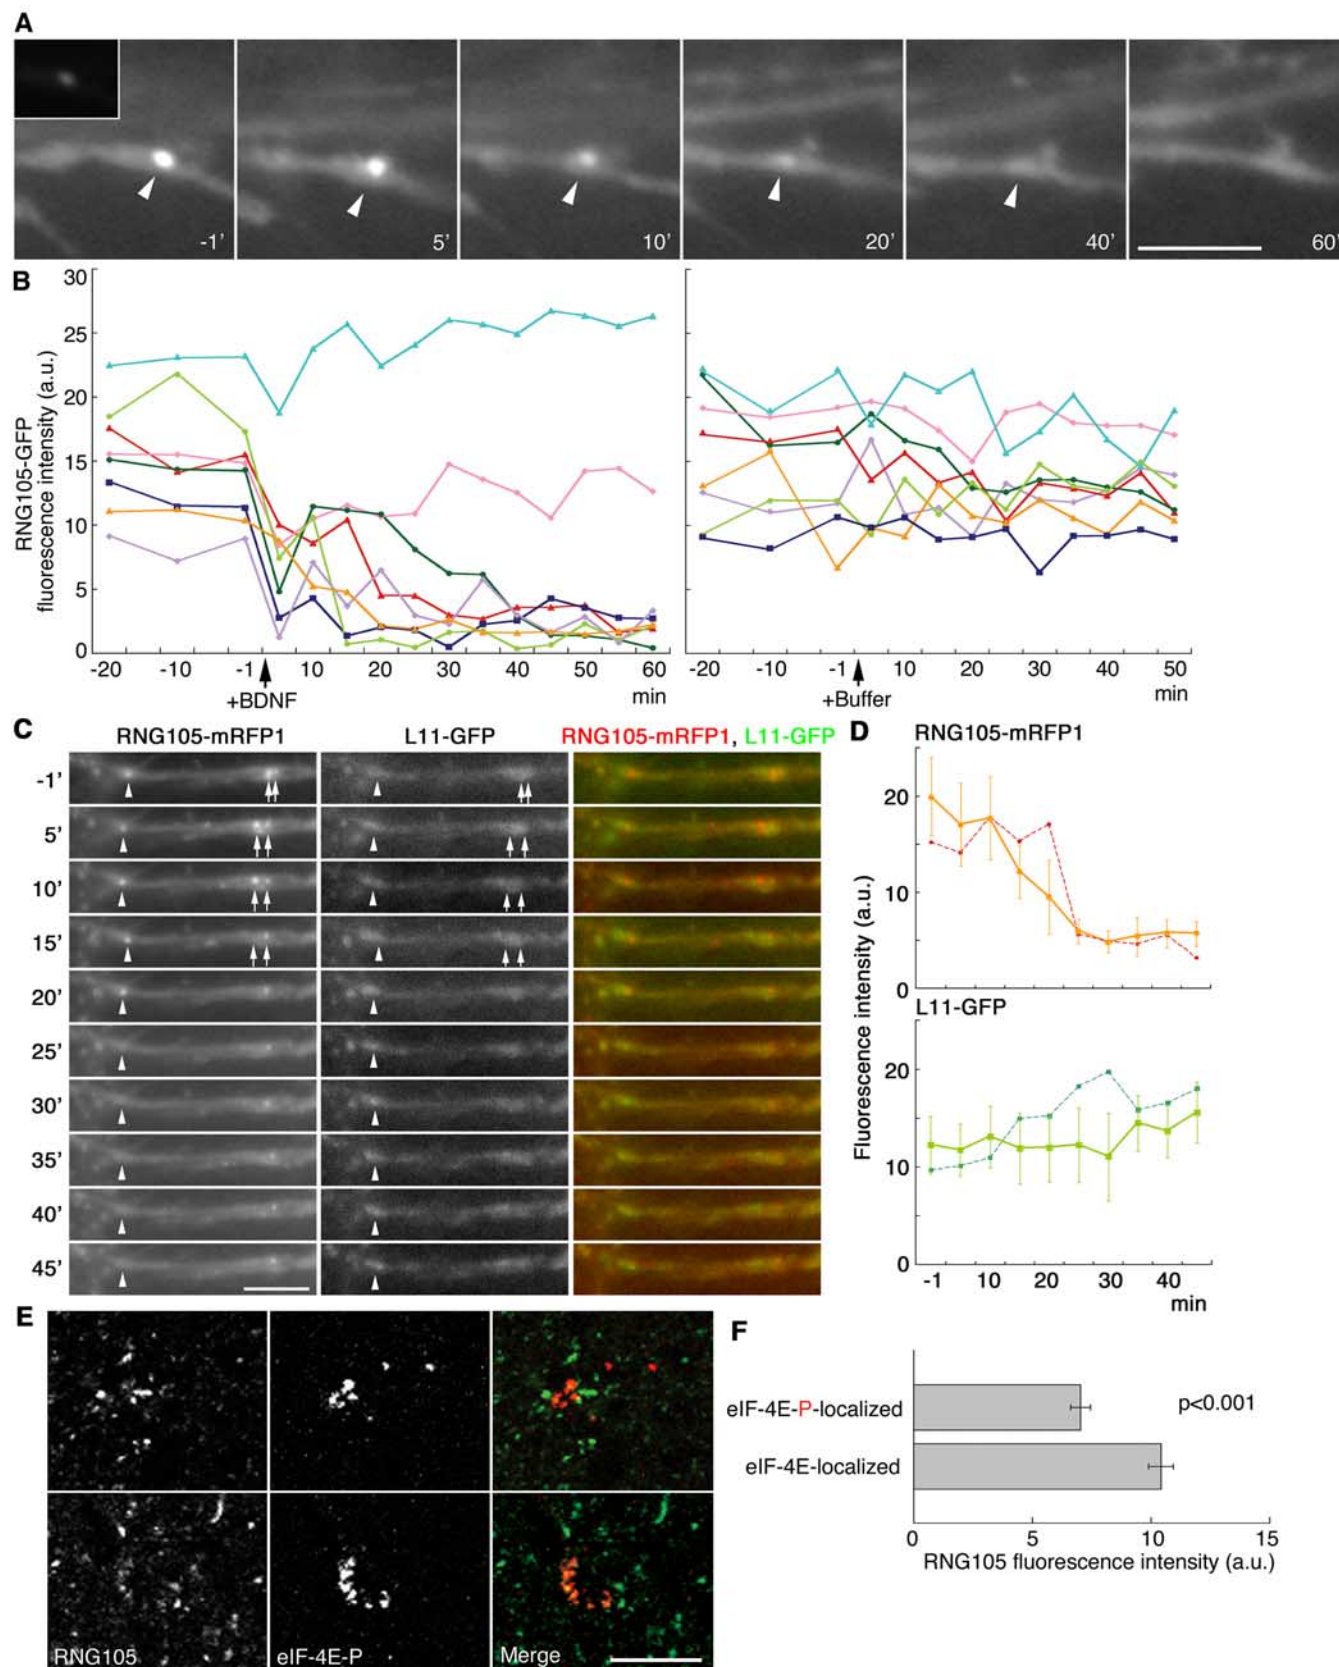 A
-1' 5' 10' 20' 40' 60'
B
30
25
20
15
10
5
0
RNG105-GFP
fluorescence intensity (a.u.)
-20 -10 -1 10 20 30 40 50 60
+BDNF
min
-20 -10 -1 10 20 30 40 50
+Buffer
min
C
RNG105-mRFP1 L11-GFP RNG105-mRFP1, L11-GFP
-1'
5'
10'
15'
20'
25'
30'
35'
40'
45'
D
RNG105-mRFP1
20
10
0
L11-GFP
20
10
0
Fluorescence intensity (a.u.)
-1 10 20 30 40
min
E
RNG105 eIF-4E-P Merge
F
eIF-4E-P-localized
p<0.001
eIF-4E-localized
0 5 10 15
RNG105 fluorescence intensity (a.u.)